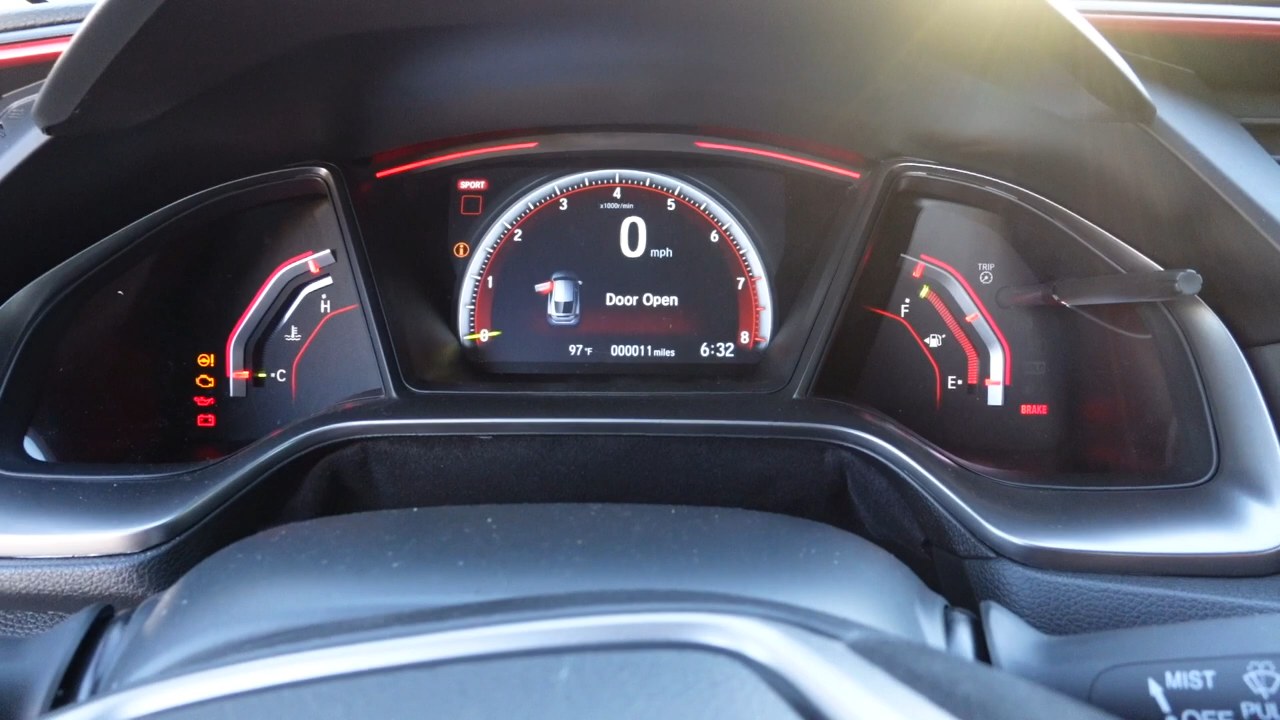 SPORT
4
3
5
x1000r/min
2
6
0 mph
1
7
Door Open
0
8
97 °F 000011 miles 6:32
H
C
TRIP
F
E
BRAKE
MIST
OFF